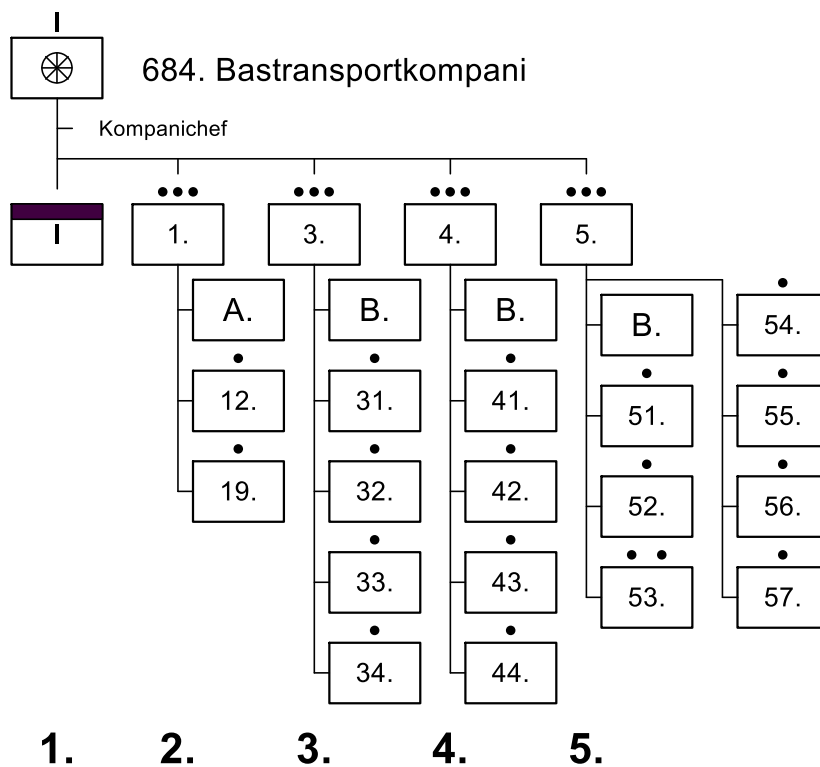 684. Bastransportkompani
Kompanichef
1. 3. 4. 5.
A. B. B. B. 54.
12. 31. 41. 51. 55.
19. 32. 42. 52. 56.
33. 43. 53. 57.
34. 44.
1. 2. 3. 4. 5.